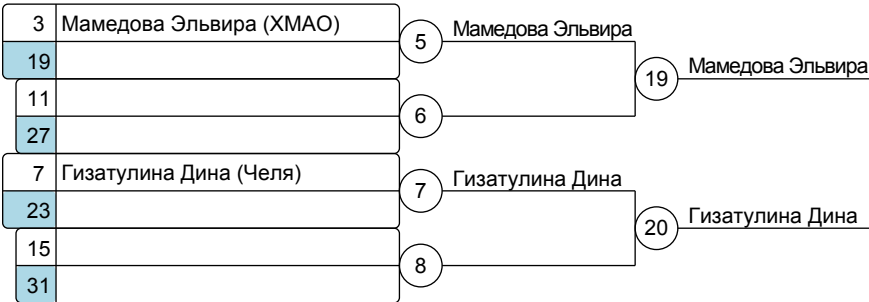 3 Мамедова Эльвира (ХМАО)
19
5 Мамедова Эльвира
19 Мамедова Эльвира
11
27
6
7 Гизатулина Дина (Челя)
23
7 Гизатулина Дина
20 Гизатулина Дина
15
31
8